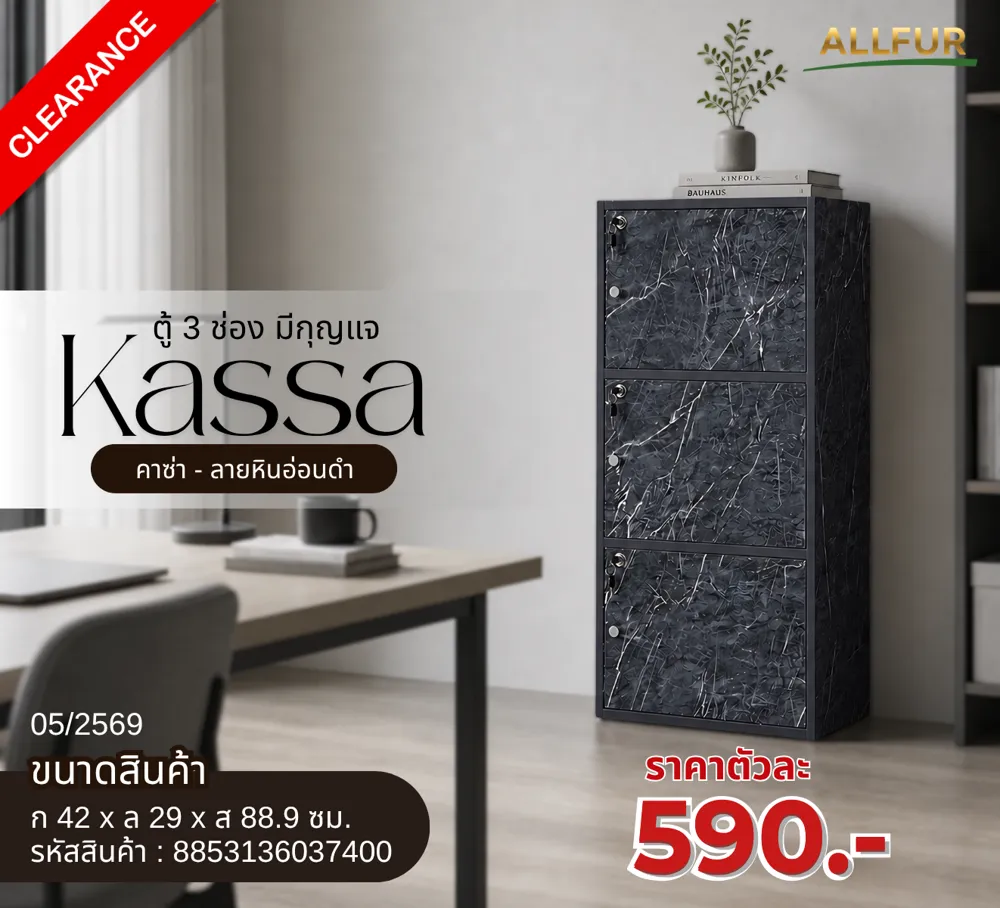 CLEARANCE
ALLFUR
KINFOLK
BAUHAUS
ตู้ 3 ช่อง มีกุญแจ
Kassa
คาซ่า - ลายหินอ่อนดำ
05/2569
ขนาดสินค้า
ก 42 x ล 29 x ส 88.9 ซม.
รหัสสินค้า : 8853136037400
ราคาตัวละ
590.-